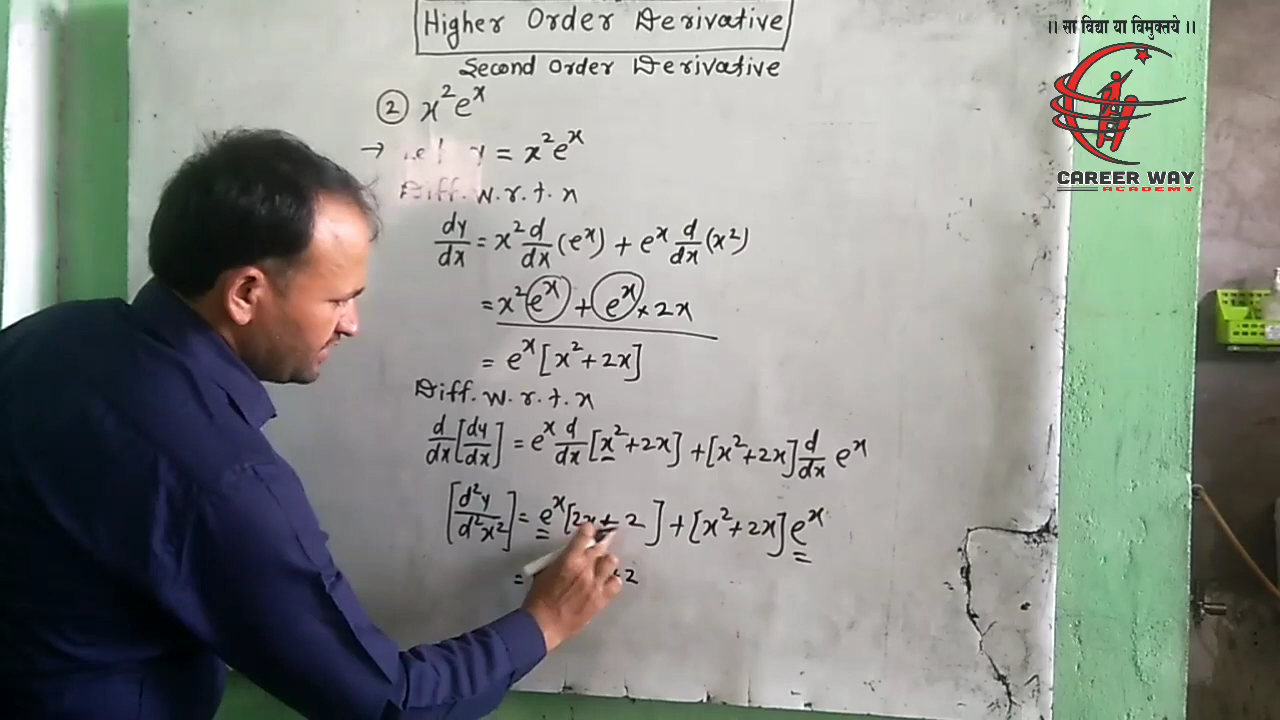 Higher Order Derivative
Second Order Derivative
② x²eˣ
→ Let y = x²eˣ
Diff. w.r.t. x
dy/dx = x² d/dx (eˣ) + eˣ d/dx (x²)
= x²eˣ + eˣ × 2x
= eˣ[x² + 2x]
Diff. w.r.t. x
d/dx [dy/dx] = eˣ d/dx [x² + 2x] + [x² + 2x] d/dx eˣ
[d²y/d²x²] = eˣ[2x + 2] + [x² + 2x] eˣ
= +2
।। सा विद्या या विमुक्तये ।।
CAREER WAY
ACADEMY